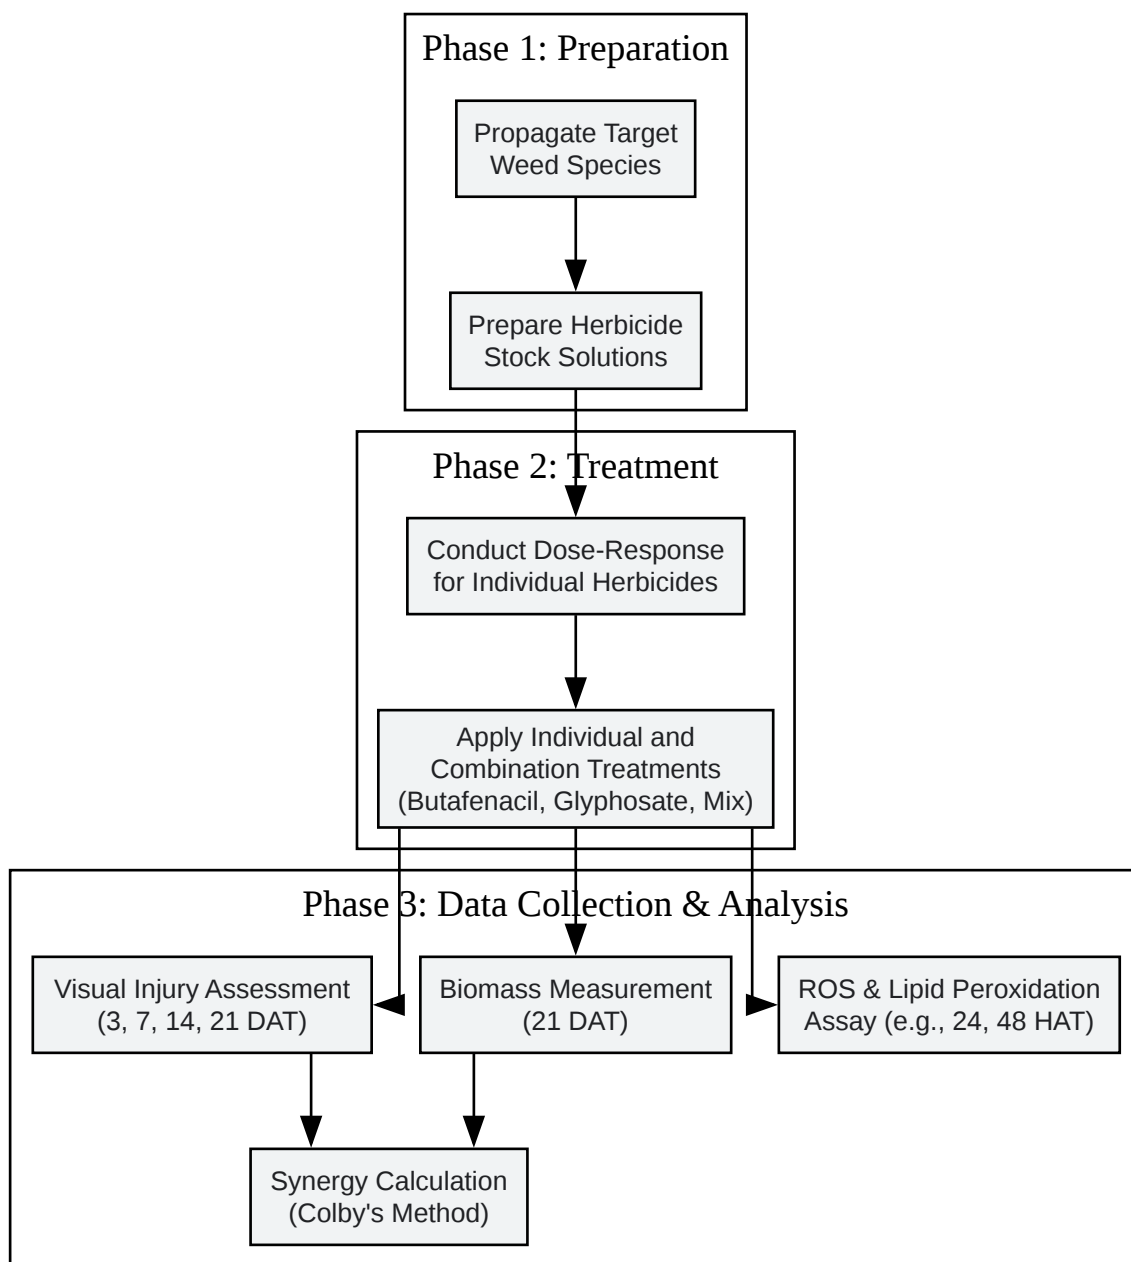 Phase 1: Preparation
Propagate Target
Weed Species
Prepare Herbicide
Stock Solutions
Phase 2: Treatment
Conduct Dose-Response
for Individual Herbicides
Apply Individual and
Combination Treatments
(Butafenacil, Glyphosate, Mix)
Phase 3: Data Collection & Analysis
Visual Injury Assessment
(3, 7, 14, 21 DAT)
Biomass Measurement
(21 DAT)
ROS & Lipid Peroxidation
Assay (e.g., 24, 48 HAT)
Synergy Calculation
(Colby's Method)